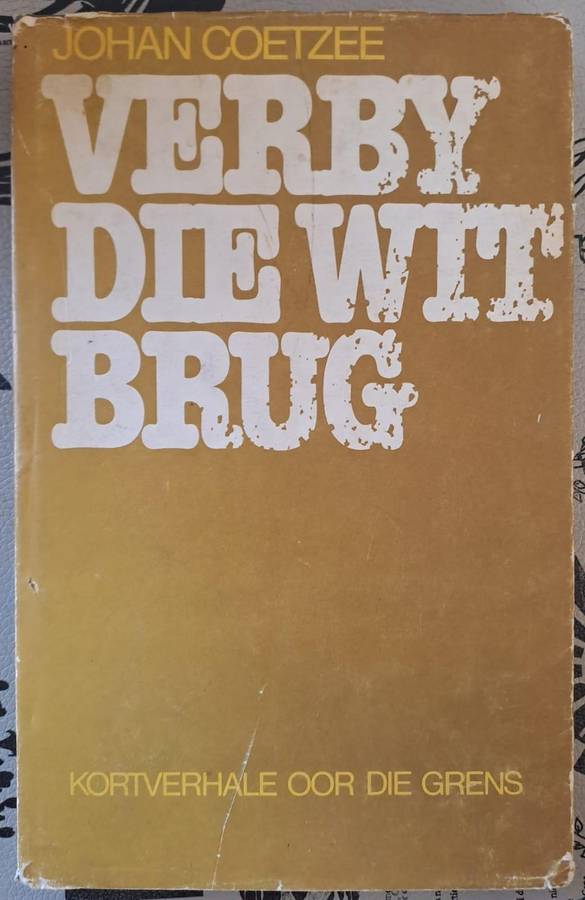 JOHAN COETZEE
VERBY
DIE WIT
BRUG
KORTVERHALE OOR DIE GRENS